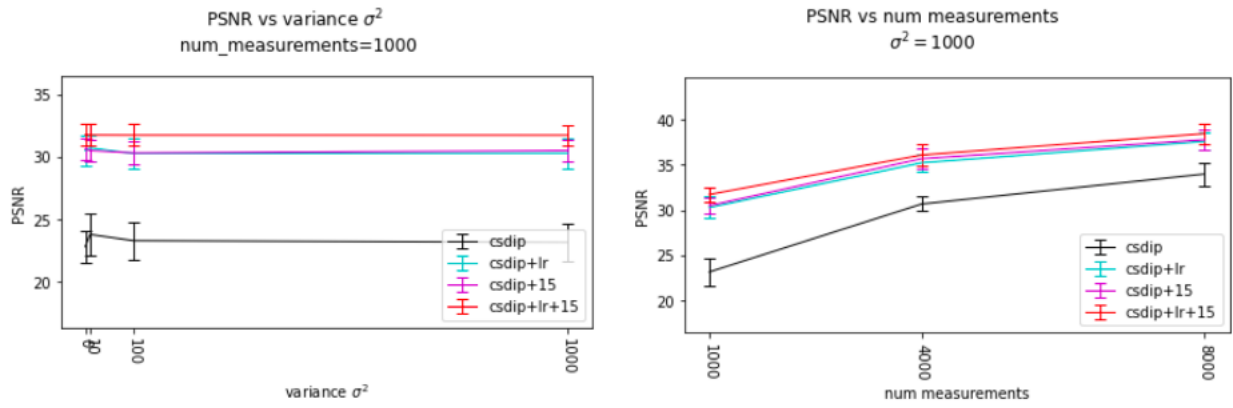 PSNR vs variance σ²
num_measurements=1000
PSNR
35
30
25
20
0
10
100
1000
variance σ²
csdip
csdip+lr
csdip+15
csdip+lr+15
PSNR vs num measurements
σ² = 1000
PSNR
40
35
30
25
20
1000
4000
8000
num measurements
csdip
csdip+lr
csdip+15
csdip+lr+15